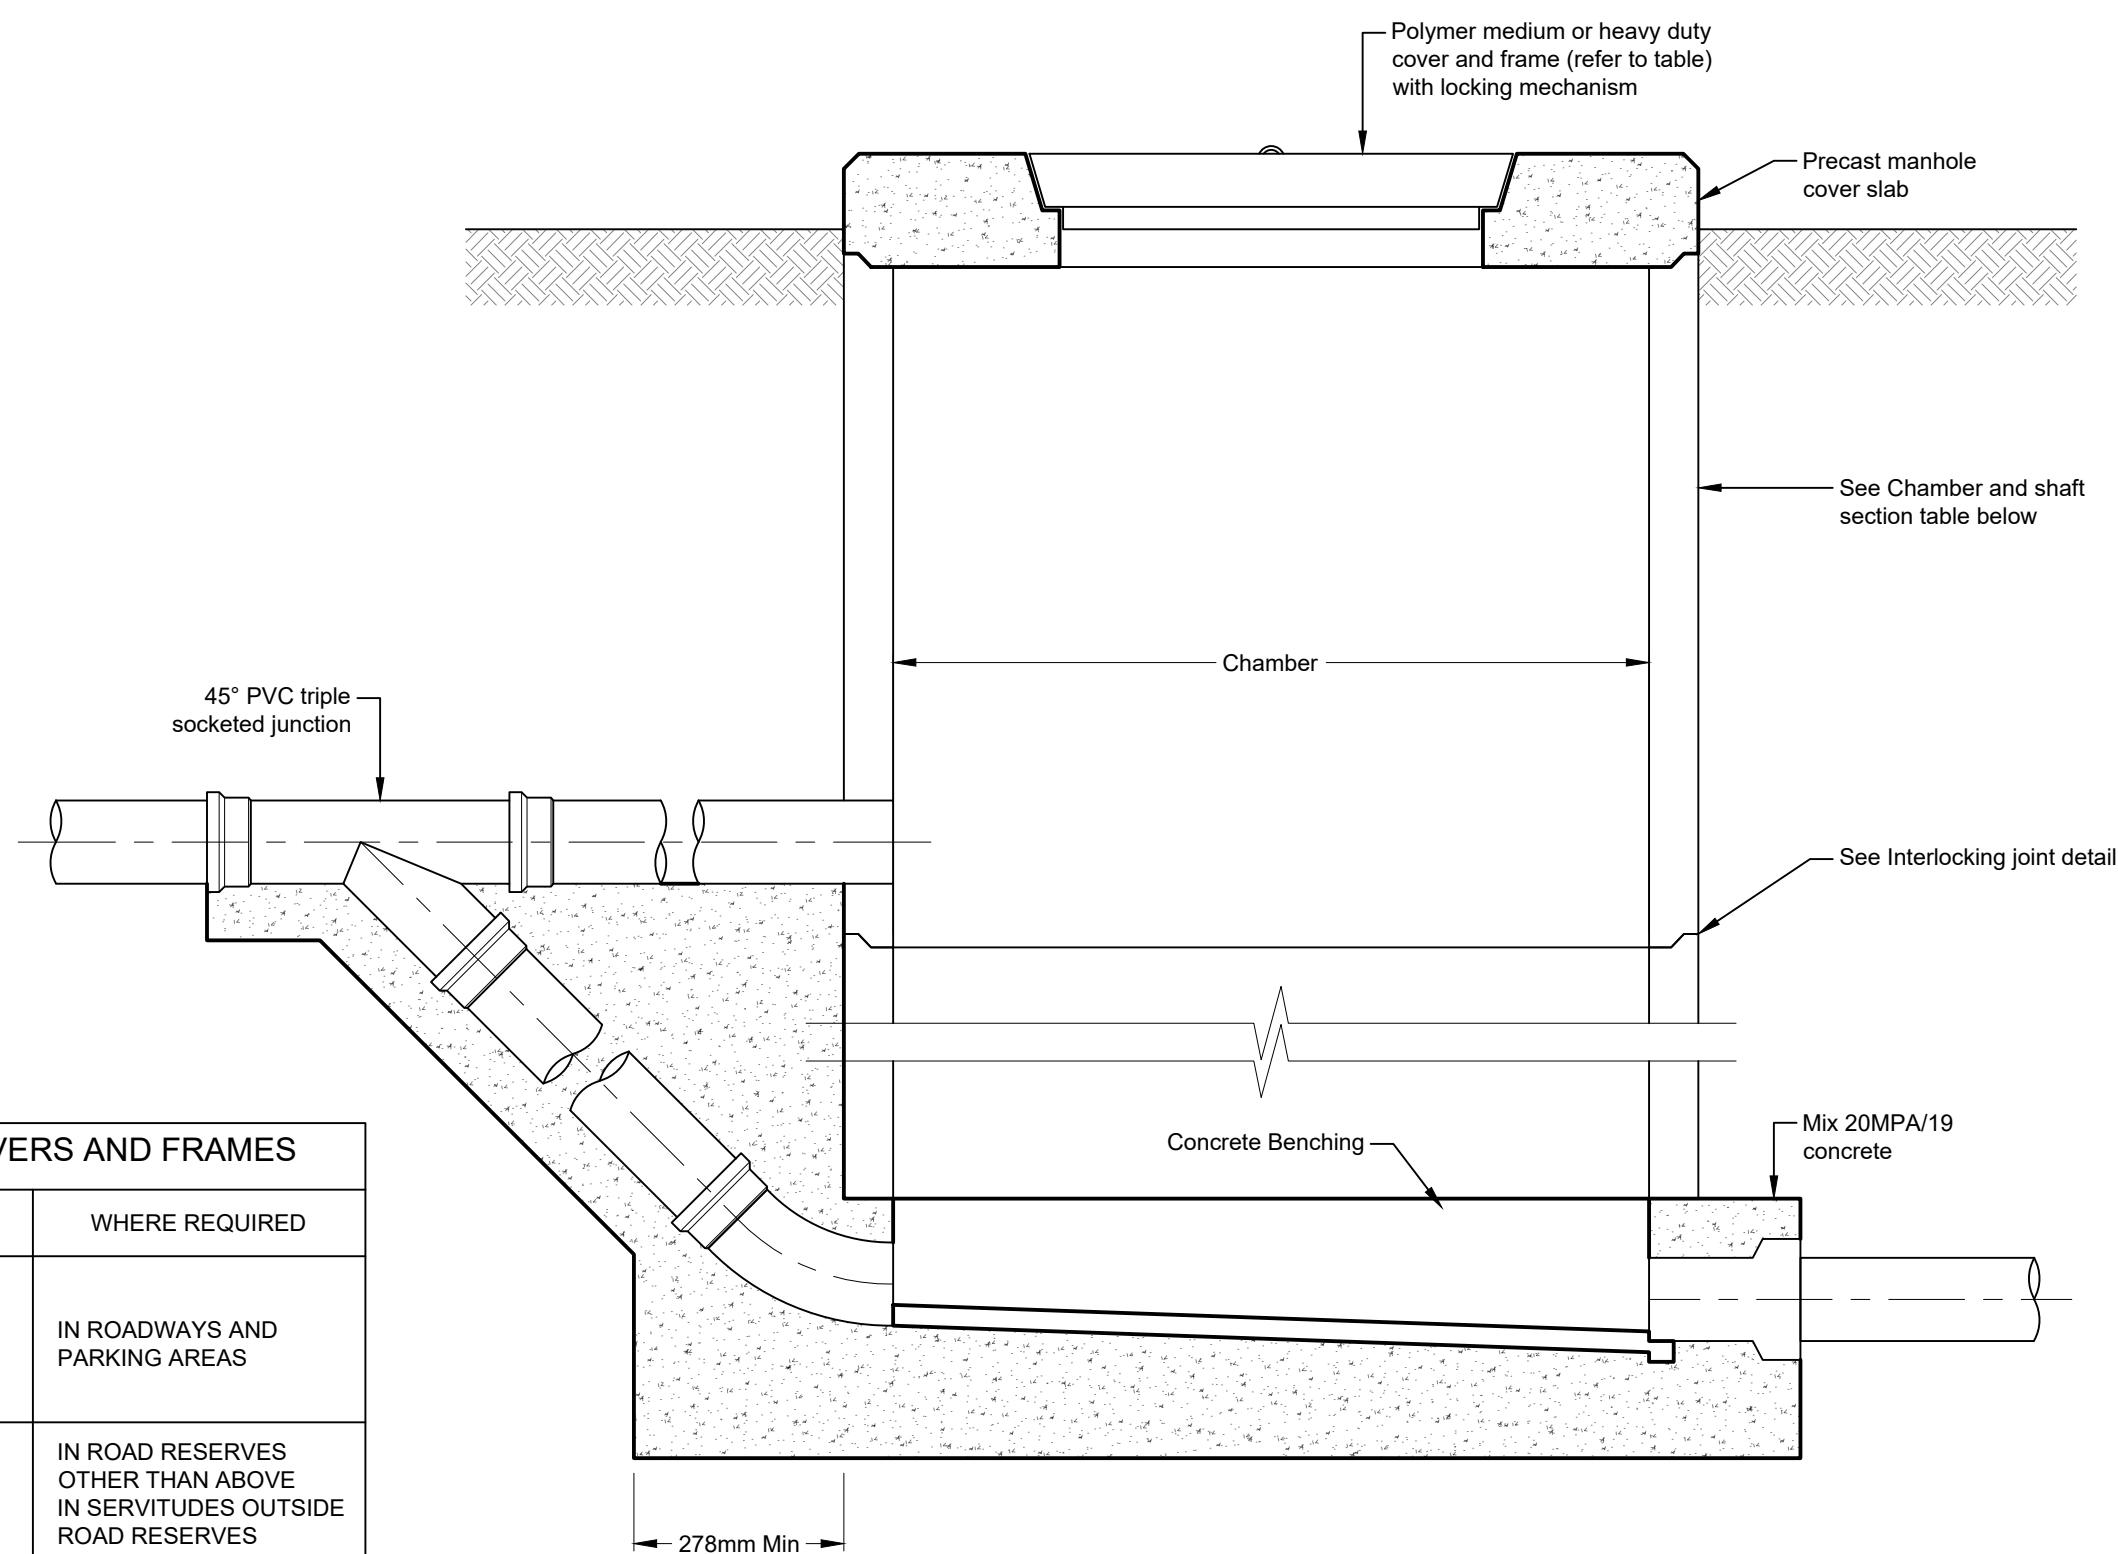 Polymer medium or heavy duty
cover and frame (refer to table)
with locking mechanism
Precast manhole
cover slab
See Chamber and shaft
section table below
Chamber
45° PVC triple
socketed junction
See Interlocking joint detail
Concrete Benching
Mix 20MPA/19
concrete
VERS AND FRAMES
WHERE REQUIRED
IN ROADWAYS AND
PARKING AREAS
IN ROAD RESERVES
OTHER THAN ABOVE
IN SERVITUDES OUTSIDE
ROAD RESERVES
278mm Min